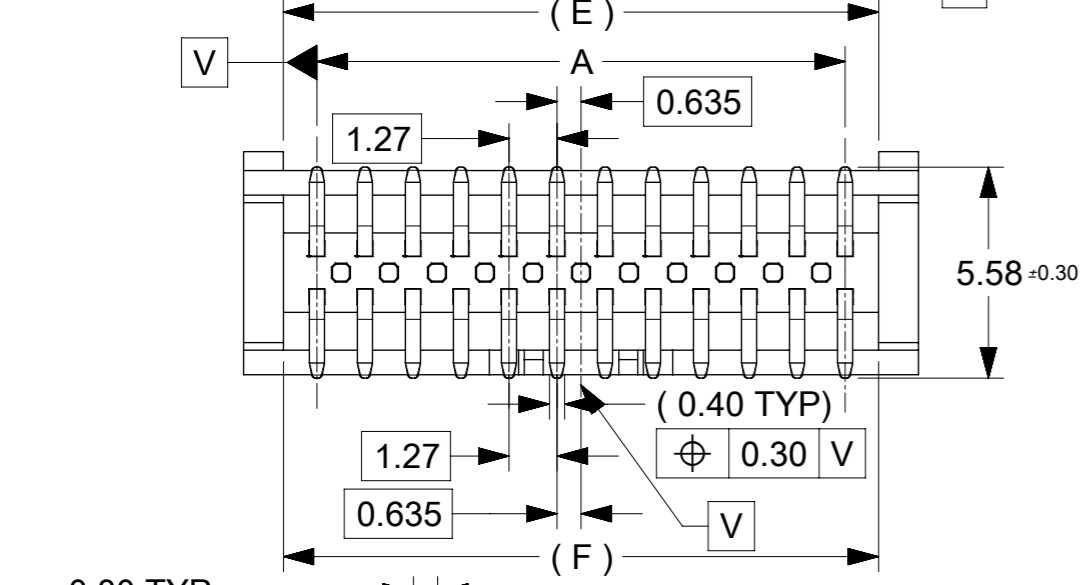 ( E )
V
A
0.635
1.27
5.58 ±0.30
( 0.40 TYP)
1.27
⌖ 0.30 V
0.635
V
( F )